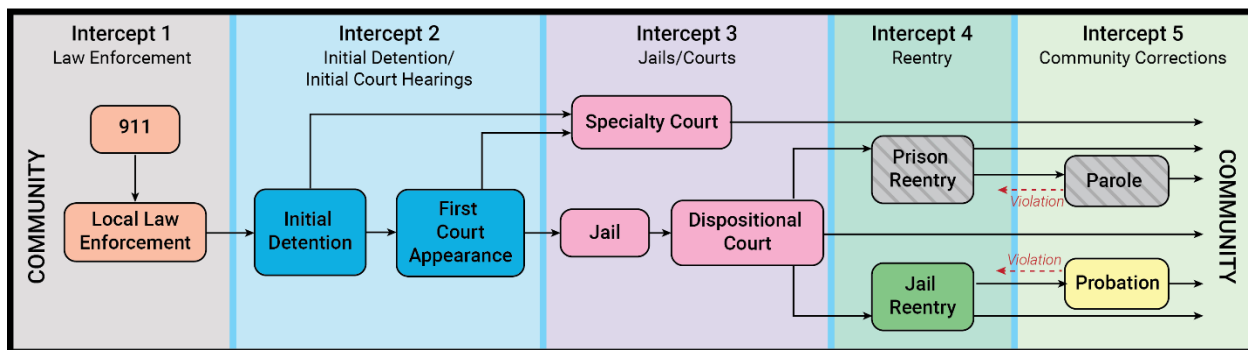 Intercept 1
Law Enforcement
Intercept 2
Initial Detention/
Initial Court Hearings
Intercept 3
Jails/Courts
Intercept 4
Reentry
Intercept 5
Community Corrections
COMMUNITY
911
Local Law
Enforcement
Initial
Detention
First
Court
Appearance
Specialty Court
Jail
Dispositional
Court
Prison
Reentry
Violation
Parole
Violation
Jail
Reentry
Probation
COMMUNITY